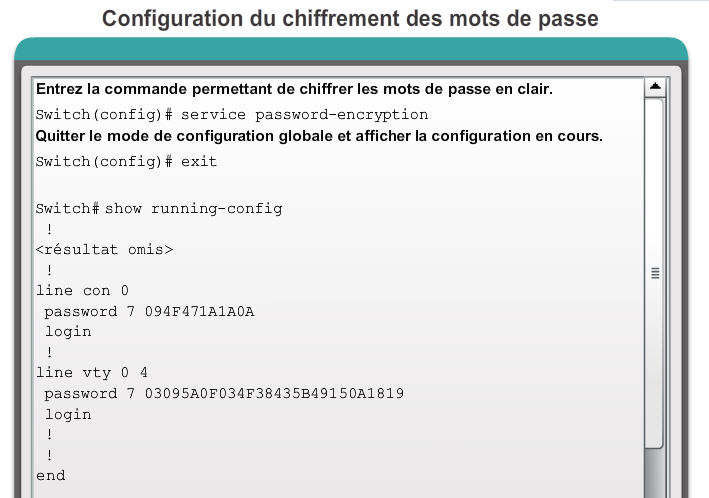 Configuration du chiffrement des mots de passe
Entrez la commande permettant de chiffrer les mots de passe en clair.
Switch(config)# service password-encryption
Quitter le mode de configuration globale et afficher la configuration en cours.
Switch(config)# exit
Switch# show running-config
!
<résultat omis>
!
line con 0
password 7 094F471A1A0A
login
!
line vty 0 4
password 7 03095A0F034F38435B49150A1819
login
!
!
end